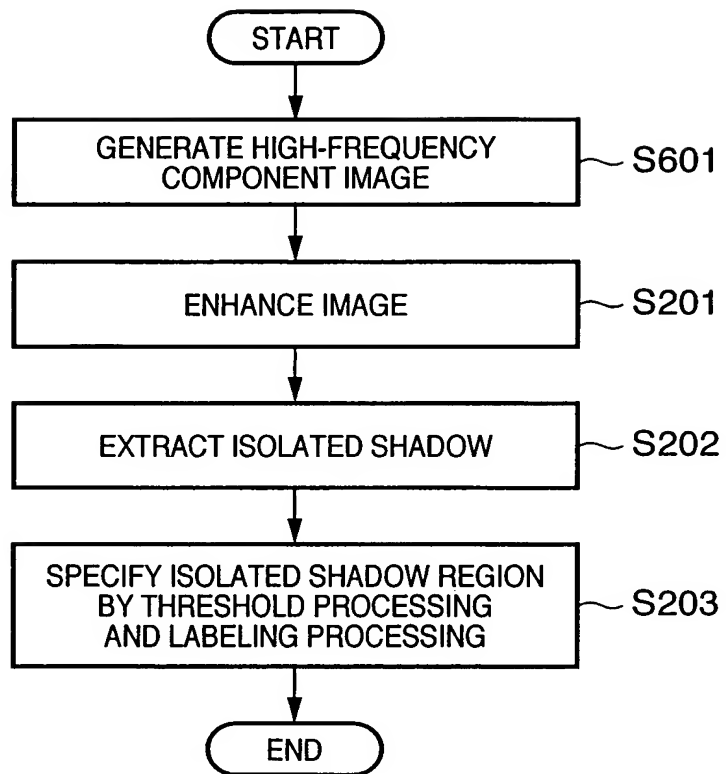 START
GENERATE HIGH-FREQUENCY
COMPONENT IMAGE
S601
ENHANCE IMAGE
S201
EXTRACT ISOLATED SHADOW
S202
SPECIFY ISOLATED SHADOW REGION
BY THRESHOLD PROCESSING
AND LABELING PROCESSING
S203
END